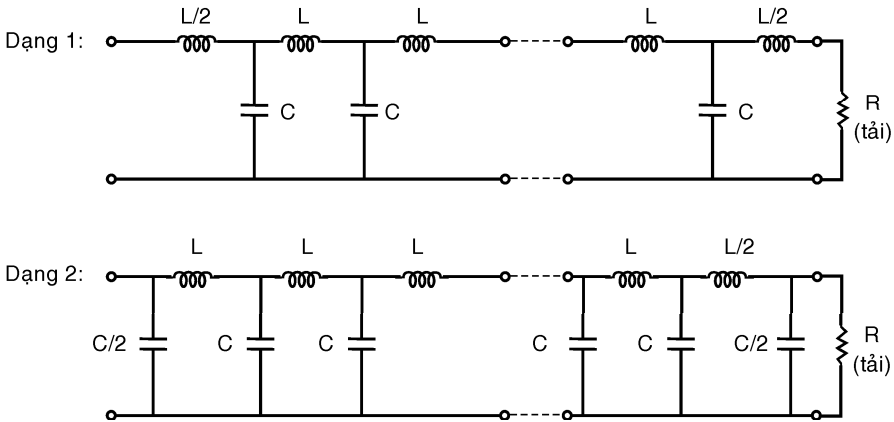 L/2 L L L L/2
Dạng 1:
C C C R
(tải)
L L L L L/2
Dạng 2:
C/2 C C C C C/2 R
(tải)